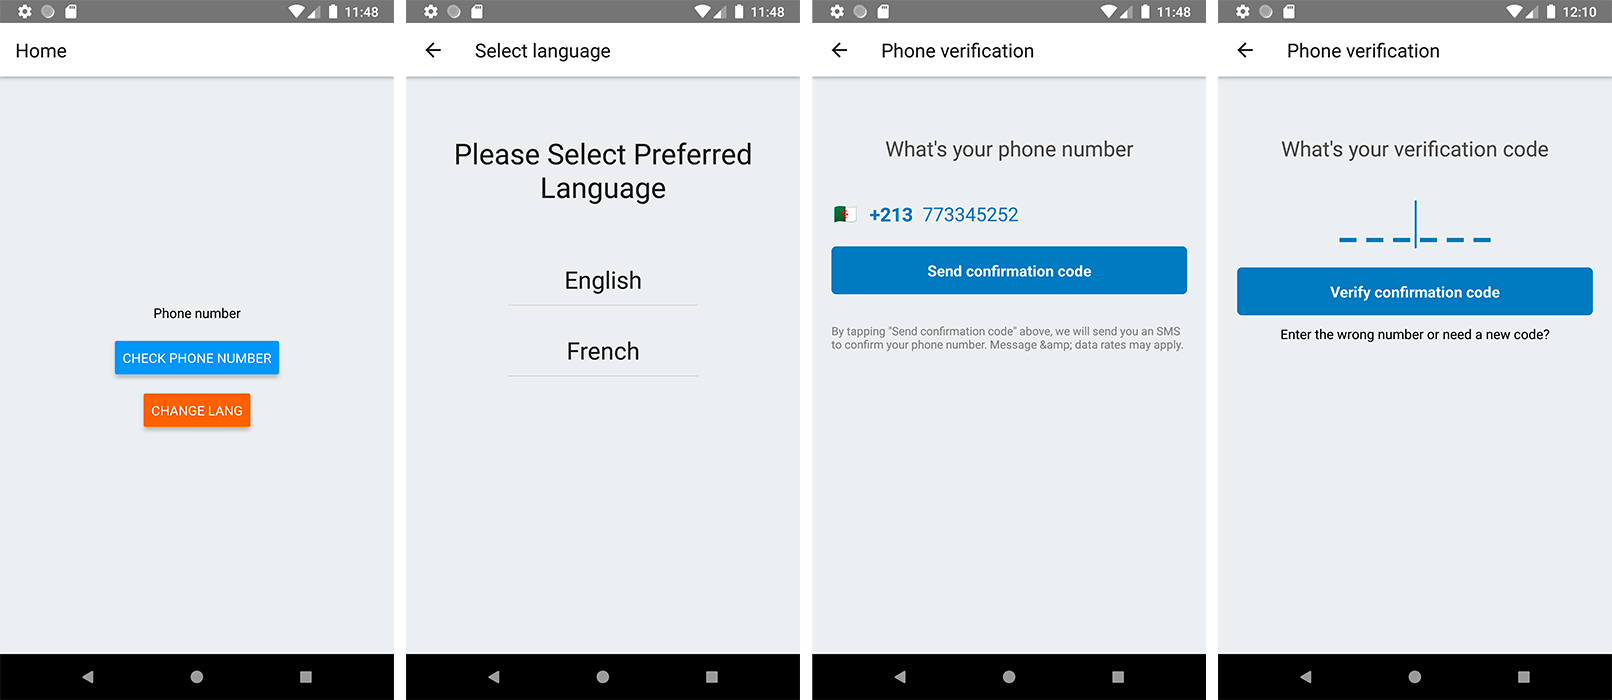 11:48
Home
Phone number
CHECK PHONE NUMBER
CHANGE LANG
11:48
Select language
Please Select Preferred
Language
English
French
11:48
Phone verification
What's your phone number
+213 773345252
Send confirmation code
By tapping "Send confirmation code" above, we will send you an SMS
to confirm your phone number. Message &amp; data rates may apply.
12:10
Phone verification
What's your verification code
Verify confirmation code
Enter the wrong number or need a new code?